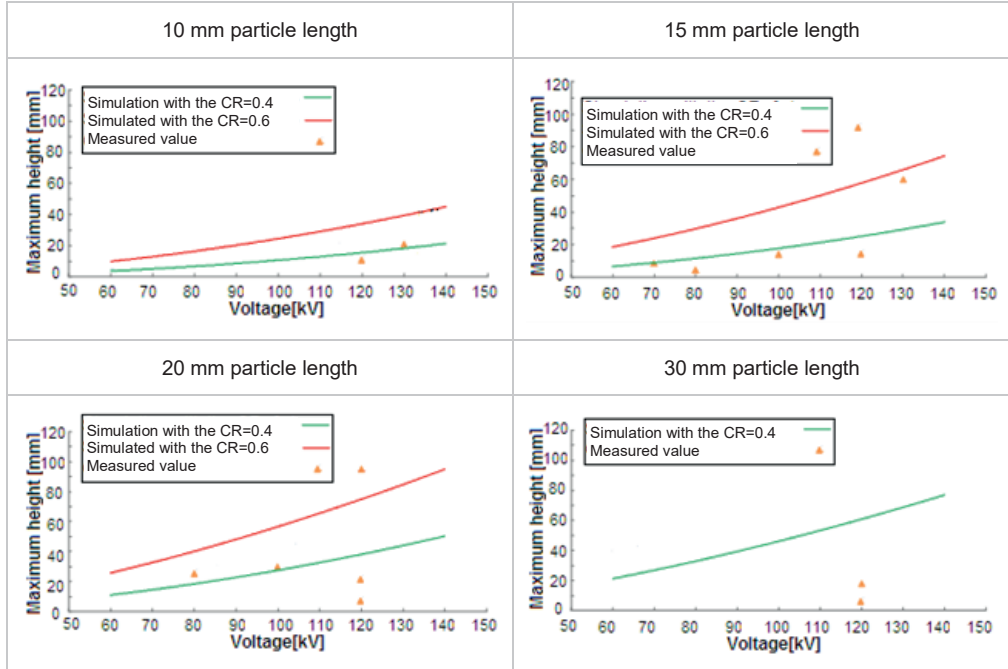 10 mm particle length
15 mm particle length
Maximum height [mm]
120
100
80
60
40
20
0
Simulation with the CR=0.4
Simulated with the CR=0.6
Measured value
50 60 70 80 90 100 110 120 130 140 150
Voltage[kV]
Maximum height [mm]
120
100
80
60
40
20
0
Simulation with the CR=0.4
Simulated with the CR=0.6
Measured value
50 60 70 80 90 100 110 120 130 140 150
Voltage[kV]
20 mm particle length
30 mm particle length
Maximum height [mm]
120
100
80
60
40
20
0
Simulation with the CR=0.4
Simulated with the CR=0.6
Measured value
50 60 70 80 90 100 110 120 130 140 150
Voltage[kV]
Maximum height [mm]
120
100
80
60
40
20
0
Simulation with the CR=0.4
Measured value
50 60 70 80 90 100 110 120 130 140 150
Voltage[kV]